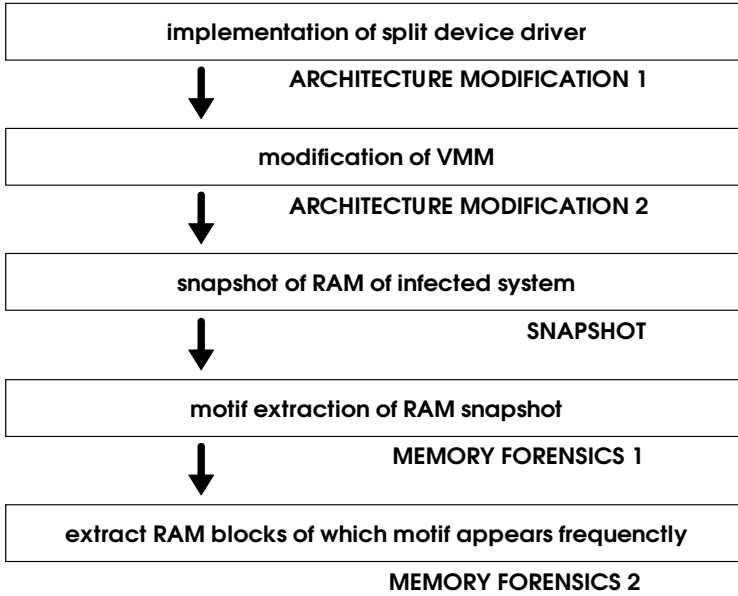 implementation of split device driver
ARCHITECTURE MODIFICATION 1
modification of VMM
ARCHITECTURE MODIFICATION 2
snapshot of RAM of infected system
SNAPSHOT
motif extraction of RAM snapshot
MEMORY FORENSICS 1
extract RAM blocks of which motif appears frequenctly
MEMORY FORENSICS 2